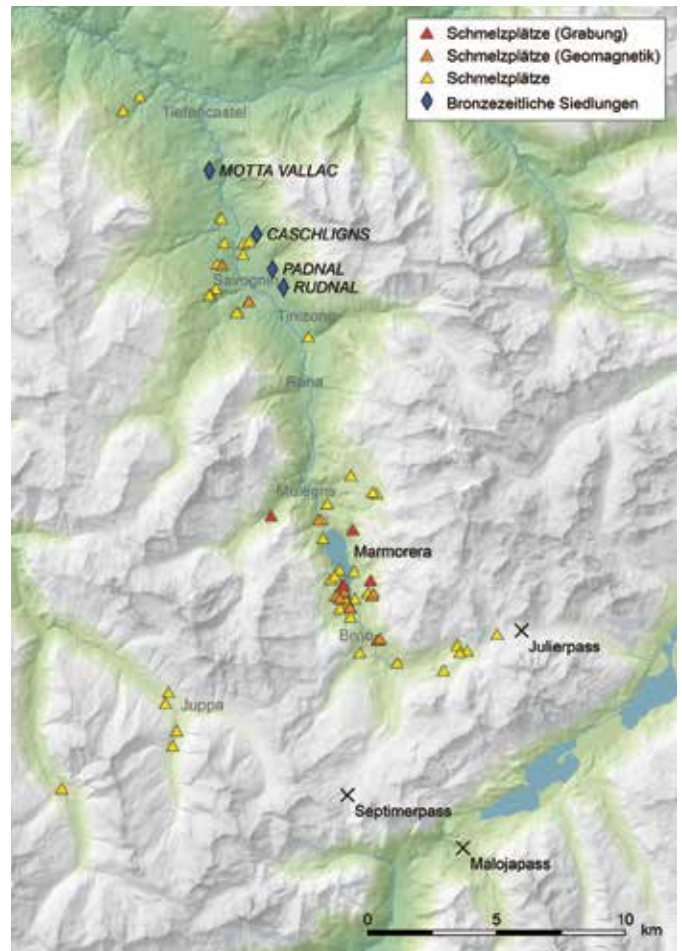 Schmelzplätze (Grabung)
Schmelzplätze (Geomagnetik)
Schmelzplätze
Bronzezeitliche Siedlungen
Tiefencastel
MOTTA VALLAC
CASCHLIGNS
PADNAL
Savognin
RUDNAL
Tinizong
Rona
Mulegns
Marmorera
Bivio
Julierpass
Juppa
Septimerpass
Malojapass
0 5 10
km